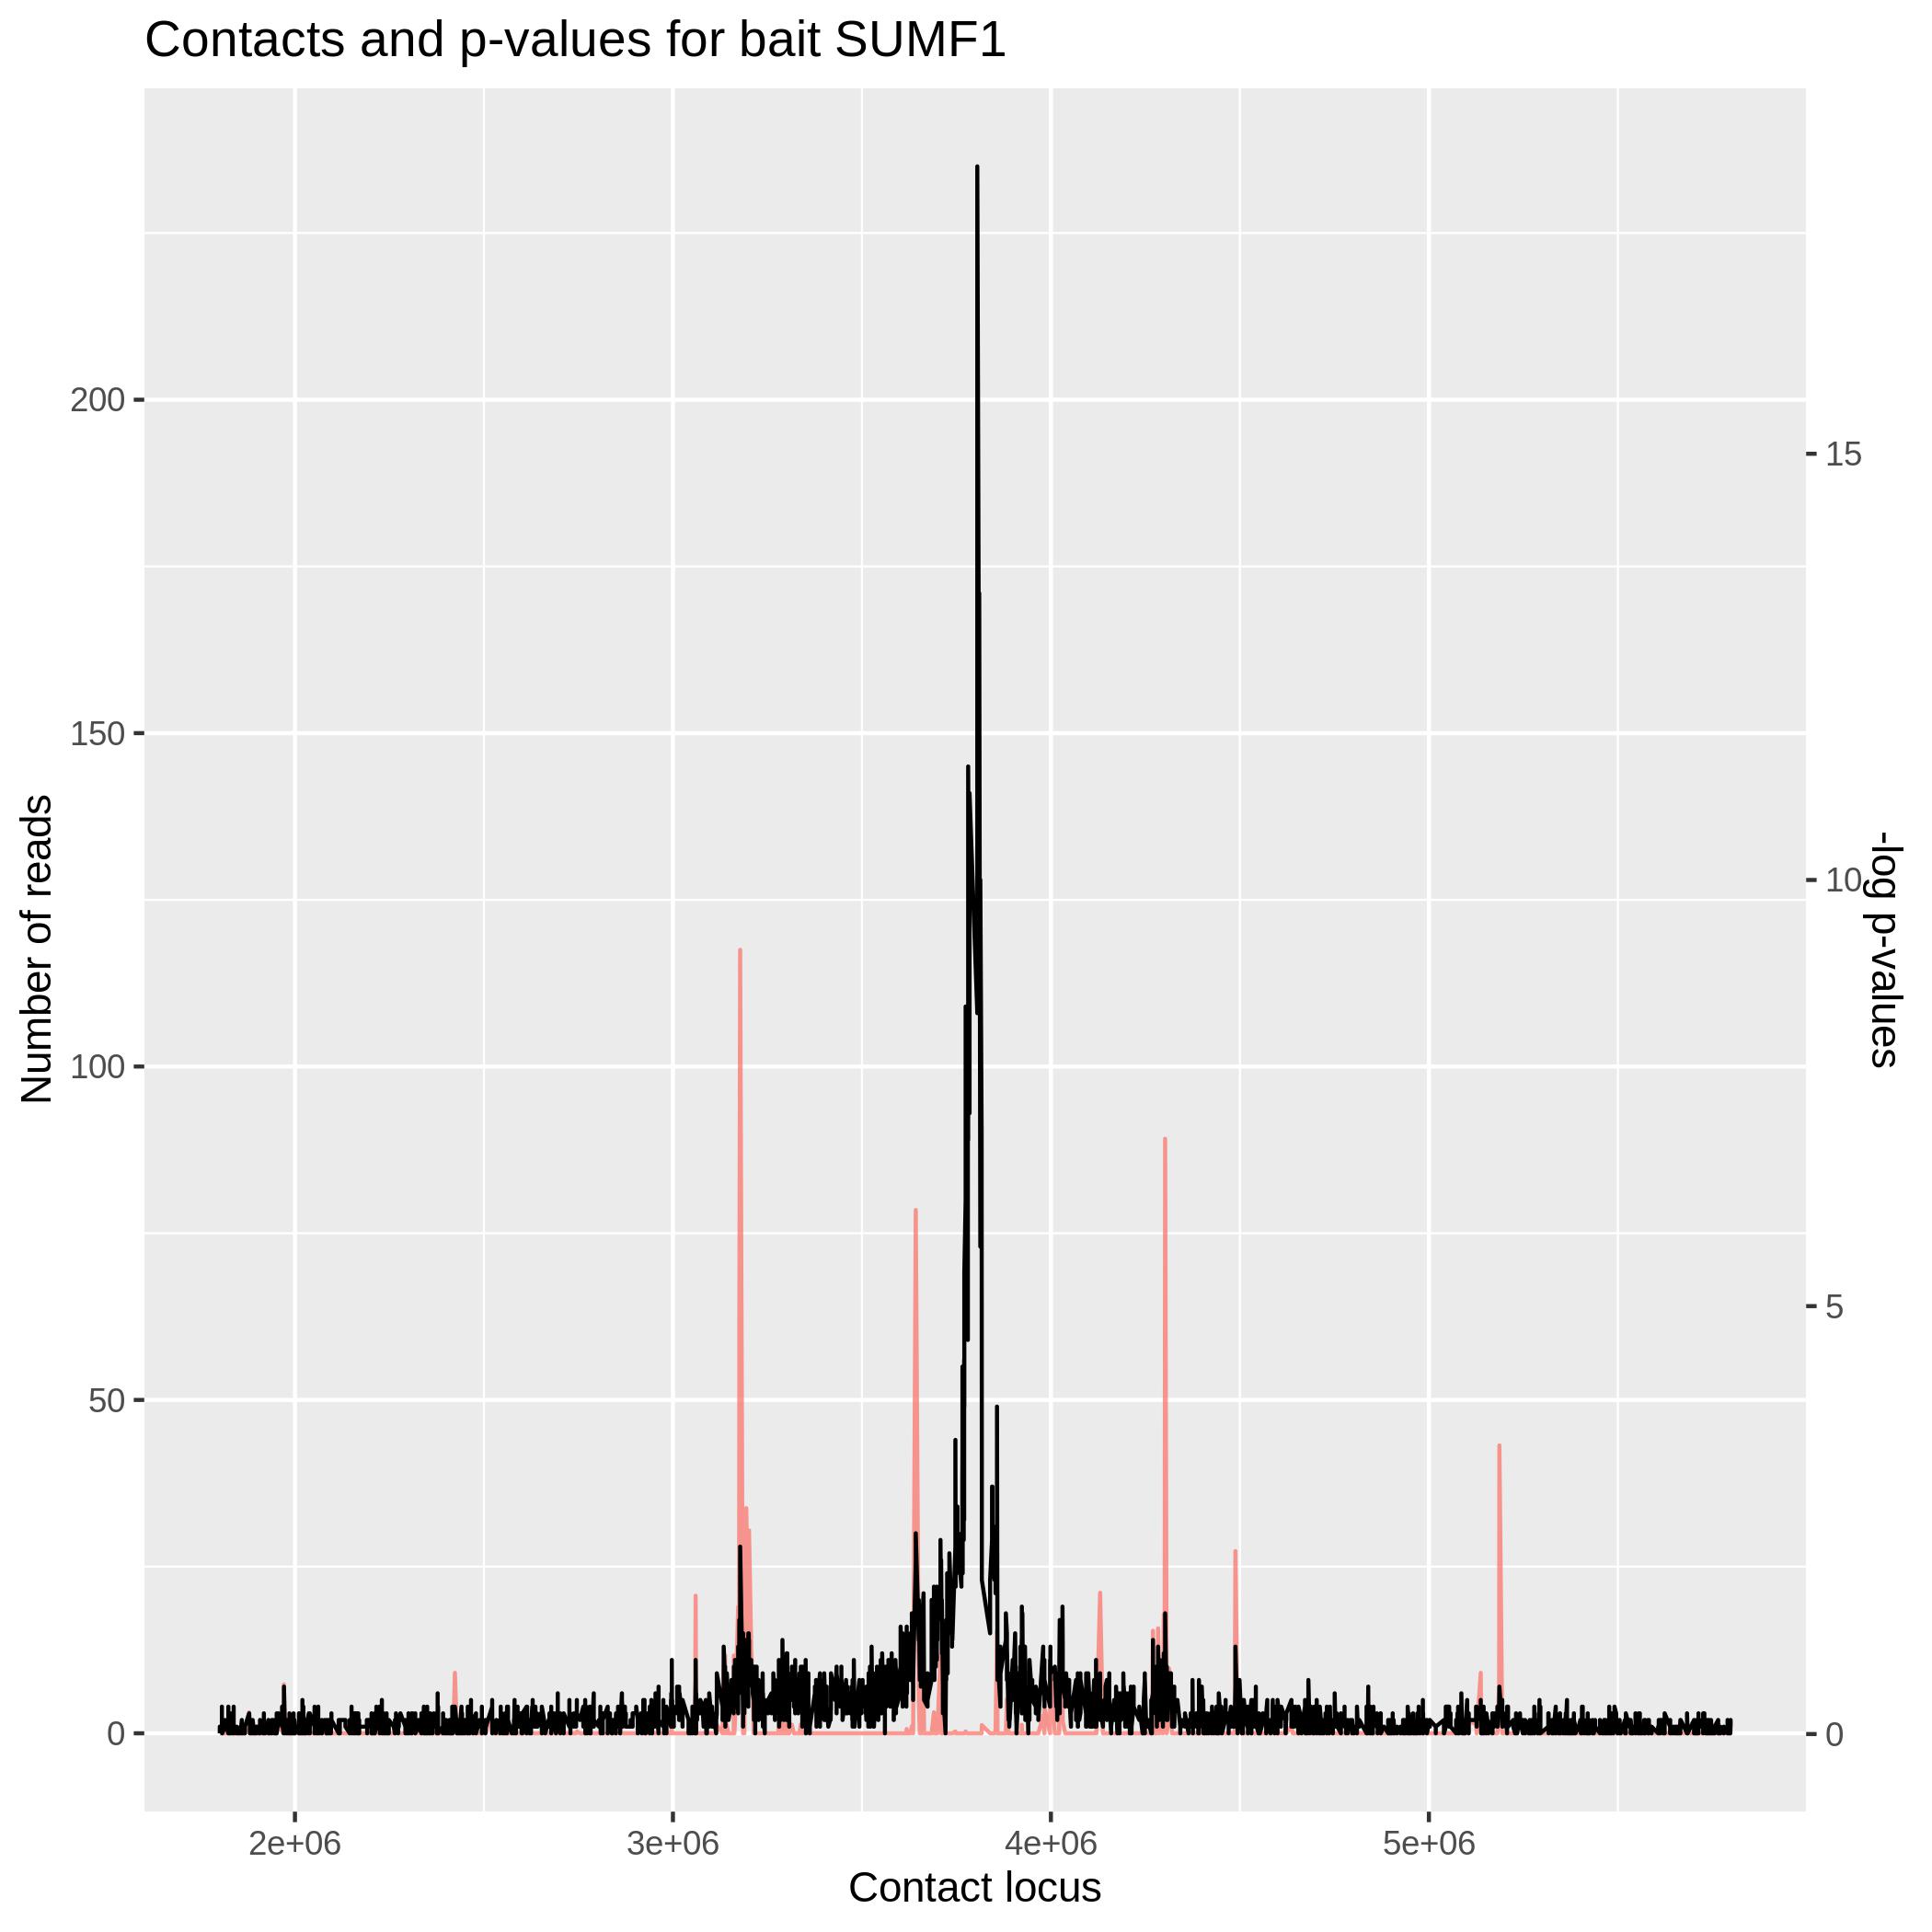 Contacts and p-values for bait SUMF1
Number of reads
200
150
100
50
0
15
10
5
0
-log p-values
2e+06 3e+06 4e+06 5e+06
Contact locus